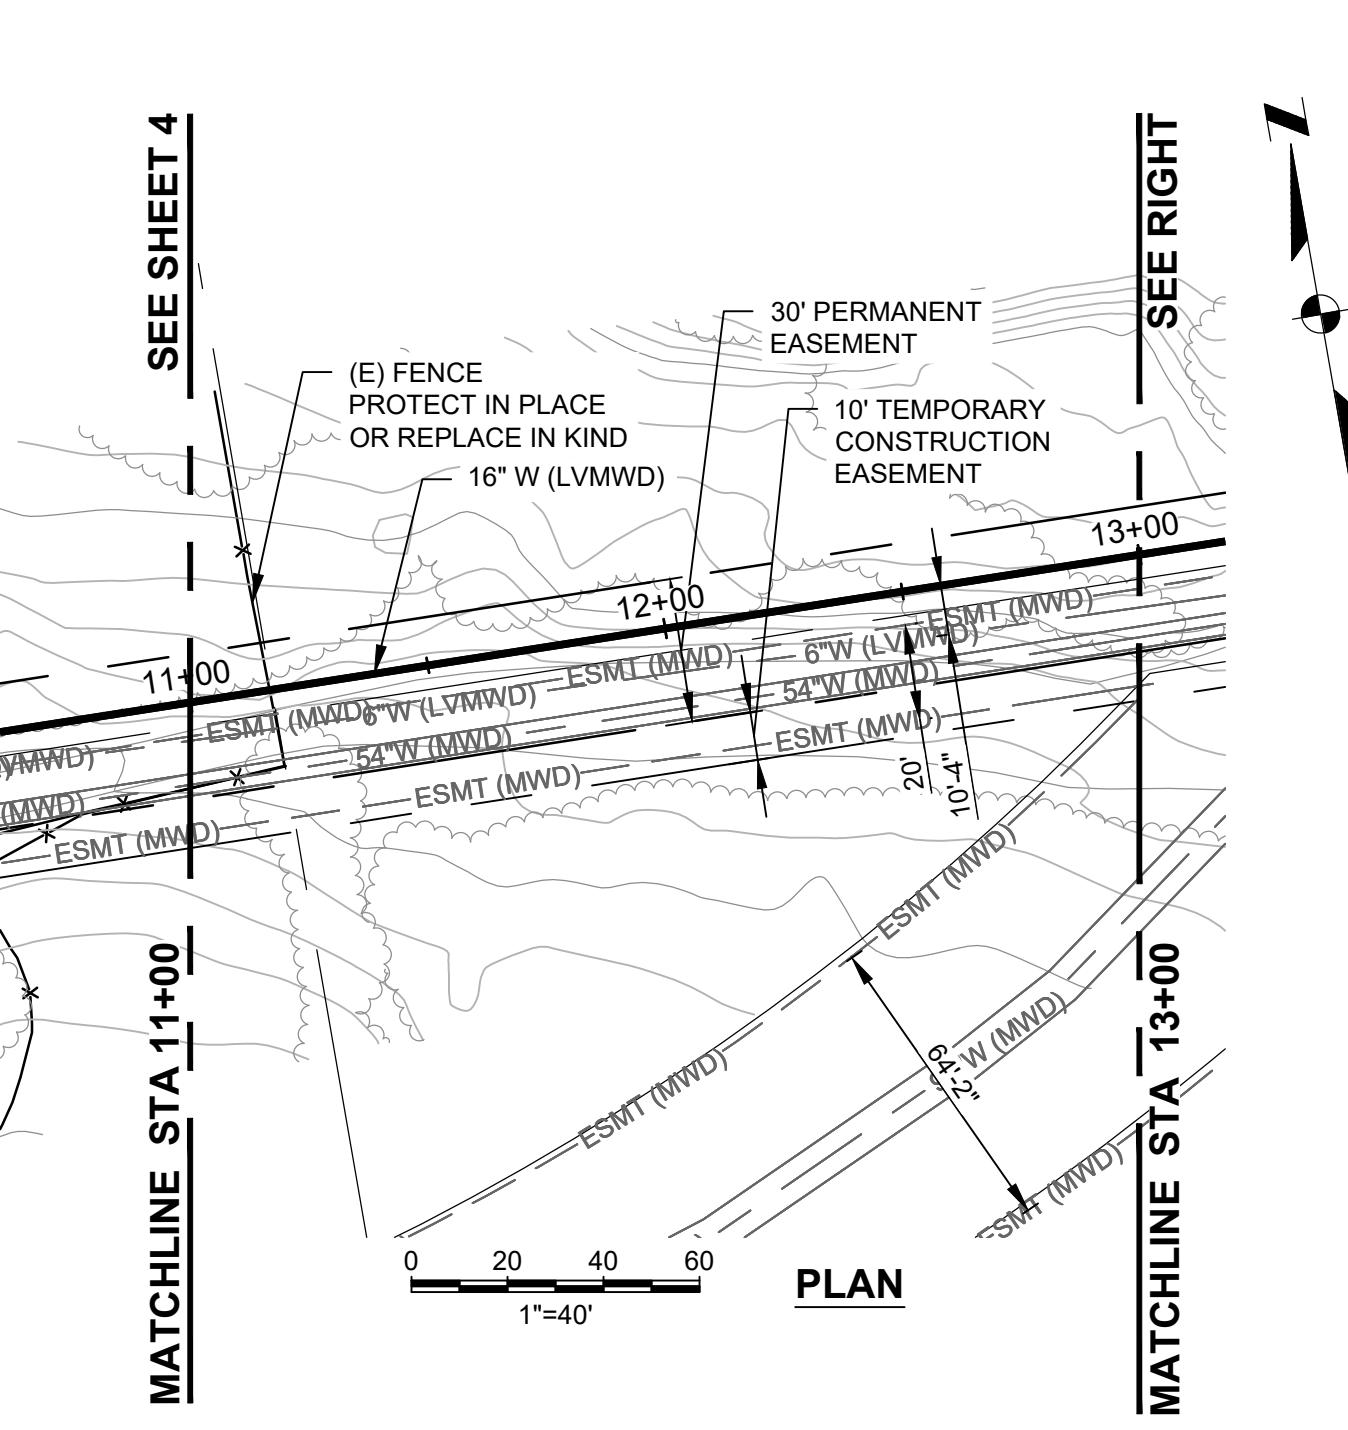 SEE SHEET 4
SEE RIGHT
Z
30' PERMANENT
EASEMENT
(E) FENCE
PROTECT IN PLACE
OR REPLACE IN KIND
10' TEMPORARY
CONSTRUCTION
EASEMENT
16" W (LVMWD)
13+00
12+00
11+00
ESMT (MWD)
6"W (LVMWD)
ESMT (MWD)
54"W (MWD)
ESMT (MWD)
6"W (LVMWD)
ESMT (MWD)
54"W (MWD)
ESMT (MWD)
(MWD)
ESMT (MWD)
20'
10'-4"
ESMT (MWD)
W (MWD)
64'-2"
ESMT (MWD)
ESMT (MWD)
MATCHLINE STA 11+00
MATCHLINE STA 13+00
0 20 40 60
1"=40'
PLAN